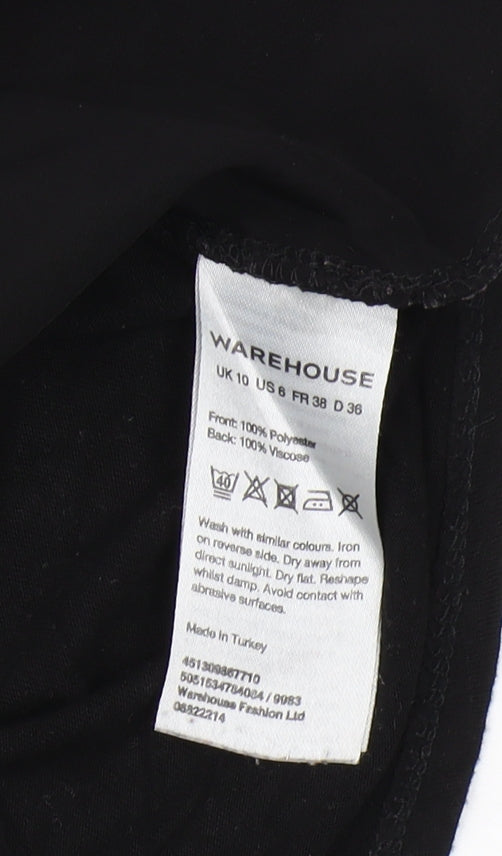 WAREHOUSE
UK 10 US 6 FR 38 D 36
Front: 100% Polyester
Back: 100% Viscose
40
Wash with similar colours. Iron
on reverse side. Dry away from
direct sunlight. Dry flat. Reshape
whilst damp. Avoid contact with
abrasive surfaces.
Made in Turkey
451309867710
5051634784084 / 9983
Warehouse Fashion Ltd
06822214